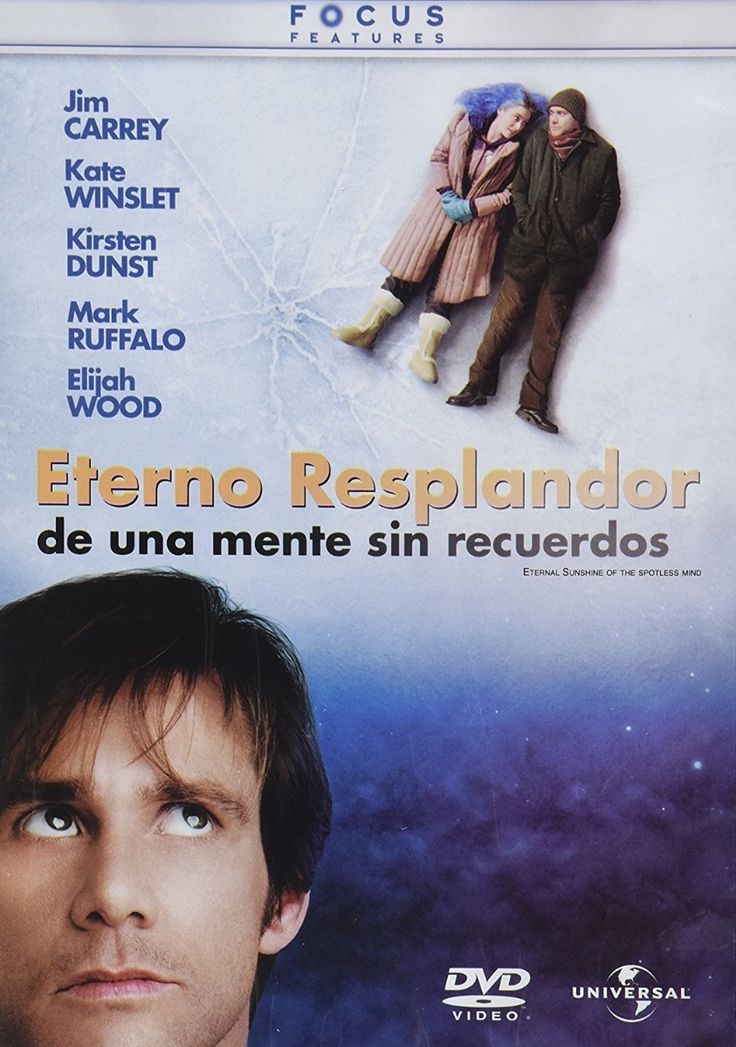 FOCUS
FEATURES
Jim
CARREY
Kate
WINSLET
Kirsten
DUNST
Mark
RUFFALO
Elijah
WOOD
Eterno Resplandor
de una mente sin recuerdos
ETERNAL SUNSHINE OF THE SPOTLESS MIND
DVD
VIDEO
UNIVERSAL